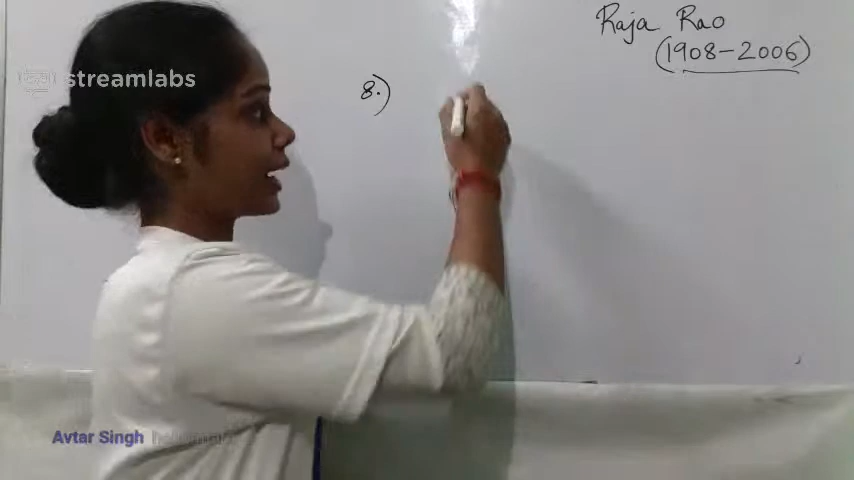 Raja Rao
(1908-2006)
streamlabs
8.)
Avtar Singh